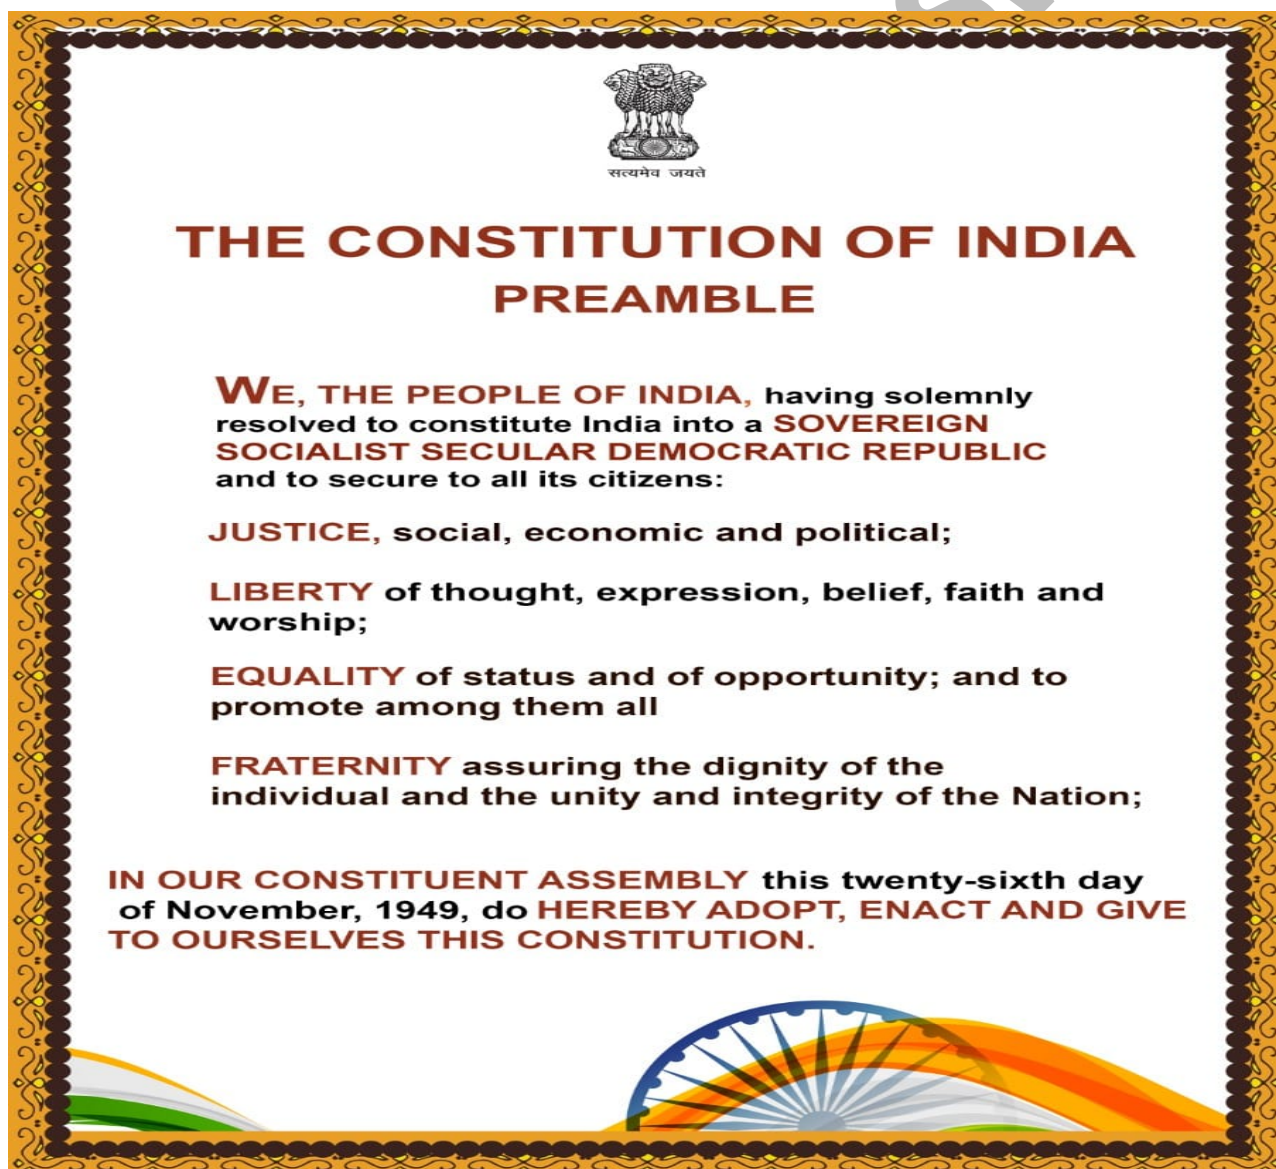 सत्यमेव जयते
THE CONSTITUTION OF INDIA
PREAMBLE
WE, THE PEOPLE OF INDIA, having solemnly
resolved to constitute India into a SOVEREIGN
SOCIALIST SECULAR DEMOCRATIC REPUBLIC
and to secure to all its citizens:
JUSTICE, social, economic and political;
LIBERTY of thought, expression, belief, faith and
worship;
EQUALITY of status and of opportunity; and to
promote among them all
FRATERNITY assuring the dignity of the
individual and the unity and integrity of the Nation;
IN OUR CONSTITUENT ASSEMBLY this twenty-sixth day
of November, 1949, do HEREBY ADOPT, ENACT AND GIVE
TO OURSELVES THIS CONSTITUTION.